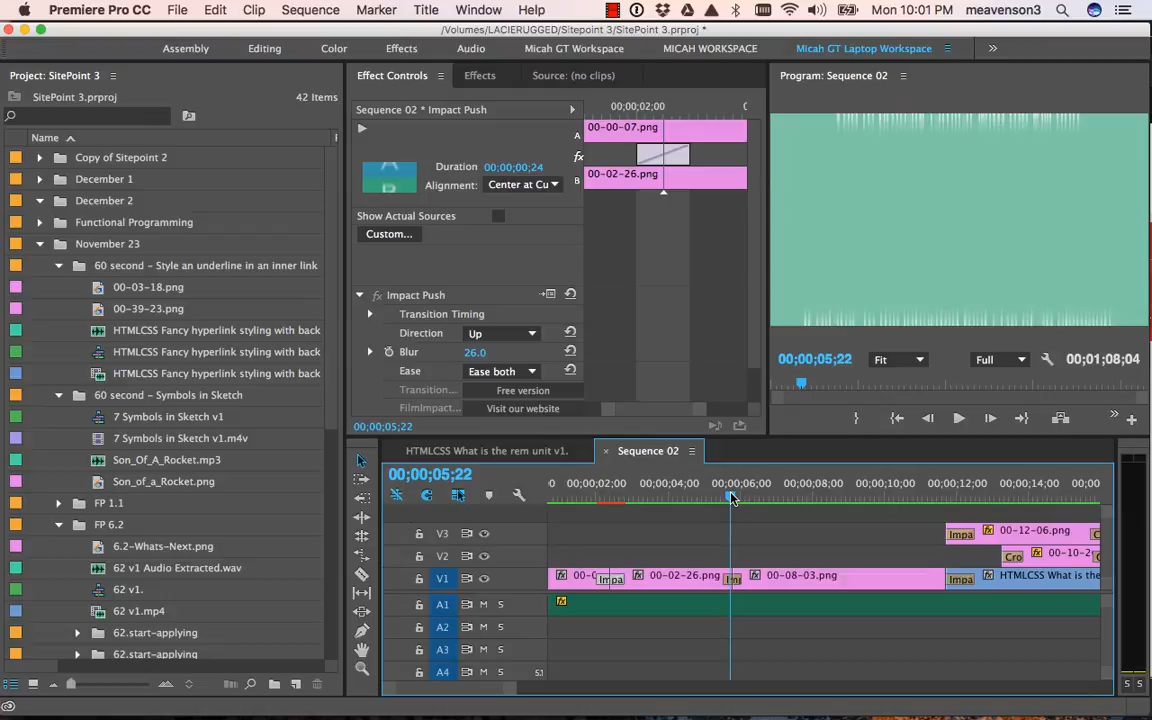 Premiere Pro CC File Edit Clip Sequence Marker Title Window Help Mon 10:01 PM meavenson3
/Volumes/LACIERUGGED/Sitepoint 3/SitePoint 3.prproj *
Assembly Editing Color Effects Audio Micah GT Workspace MICAH WORKSPACE Micah GT Laptop Workspace
Project: SitePoint 3
SitePoint 3.prproj 42 Items
Name
Copy of Sitepoint 2
December 1
December 2
Functional Programming
November 23
60 second - Style an underline in an inner link
00-03-18.png
00-39-23.png
HTMLCSS Fancy hyperlink styling with back
HTMLCSS Fancy hyperlink styling with back
HTMLCSS Fancy hyperlink styling with back
60 second - Symbols in Sketch
7 Symbols in Sketch v1
7 Symbols in Sketch v1.m4v
Son_Of_A_Rocket.mp3
Son_of_a_Rocket.png
FP 1.1
FP 6.2
6.2-Whats-Next.png
62 v1 Audio Extracted.wav
62 v1.
62 v1.mp4
62.start-applying
62.start-applying
Effect Controls Effects Source: (no clips)
Sequence 02 * Impact Push
00;00;02;00
A 00-00-07.png
fx
B 00-02-26.png
Duration 00;00;00;24
Alignment: Center at Cu
Show Actual Sources
Custom...
fx Impact Push
Transition Timing
Direction Up
Blur 26.0
Ease Ease both
Transition... Free version
FilmImpact... Visit our website
00;00;05;22
Program: Sequence 02
00;00;05;22 Fit Full 00;01;08;04
HTMLCSS What is the rem unit v1. × Sequence 02
00;00;05;22
0 00;00;02;00 00;00;04;00 00;00;06;00 00;00;08;00 00;00;10;00 00;00;12;00 00;00;14;00 00;00
V3 Impa fx 00-12-06.png
V2 Cro fx 00-10-2
V1 fx 00-0 Impa fx 00-02-26.png fx 00-08-03.png Impa fx HTMLCSS What is the
A1 M S fx
A2 M S
A3 M S
A4 M S 5.1
S S